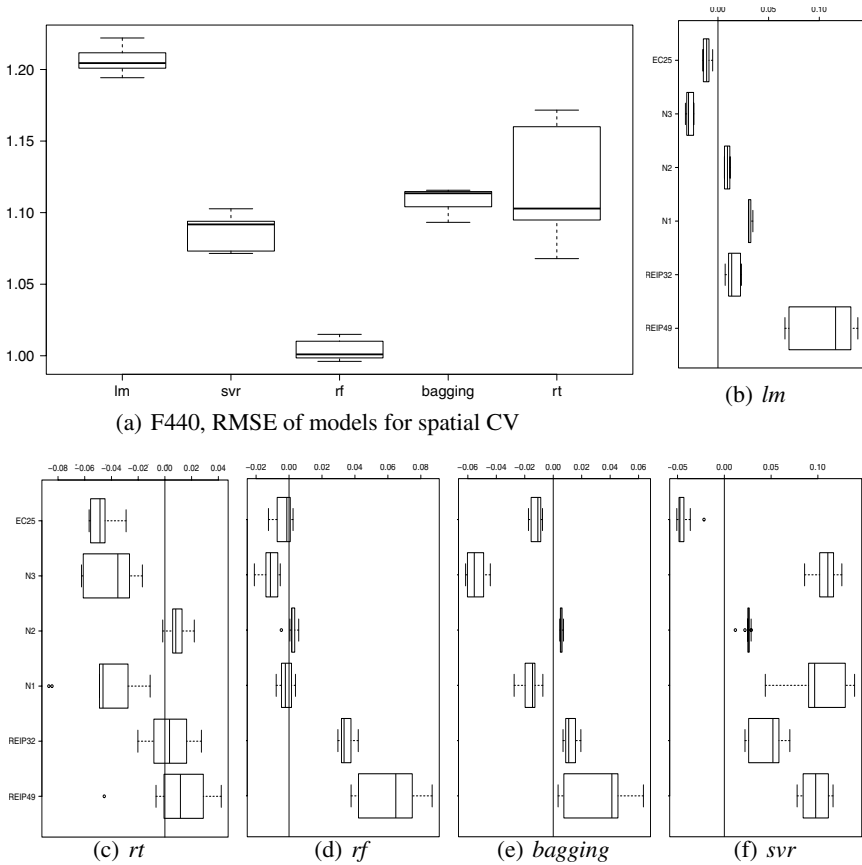 1.20
1.15
1.10
1.05
1.00
lm svr rf bagging rt
(a) F440, RMSE of models for spatial CV
0.00 0.05 0.10
EC25
N3
N2
N1
REIP32
REIP49
(b) lm
−0.08 −0.06 −0.04 −0.02 0.00 0.02 0.04
EC25
N3
N2
N1
REIP32
REIP49
(c) rt
−0.02 0.00 0.02 0.04 0.06 0.08
(d) rf
−0.06 −0.04 −0.02 0.00 0.02 0.04 0.06
(e) bagging
−0.05 0.00 0.05 0.10
(f) svr